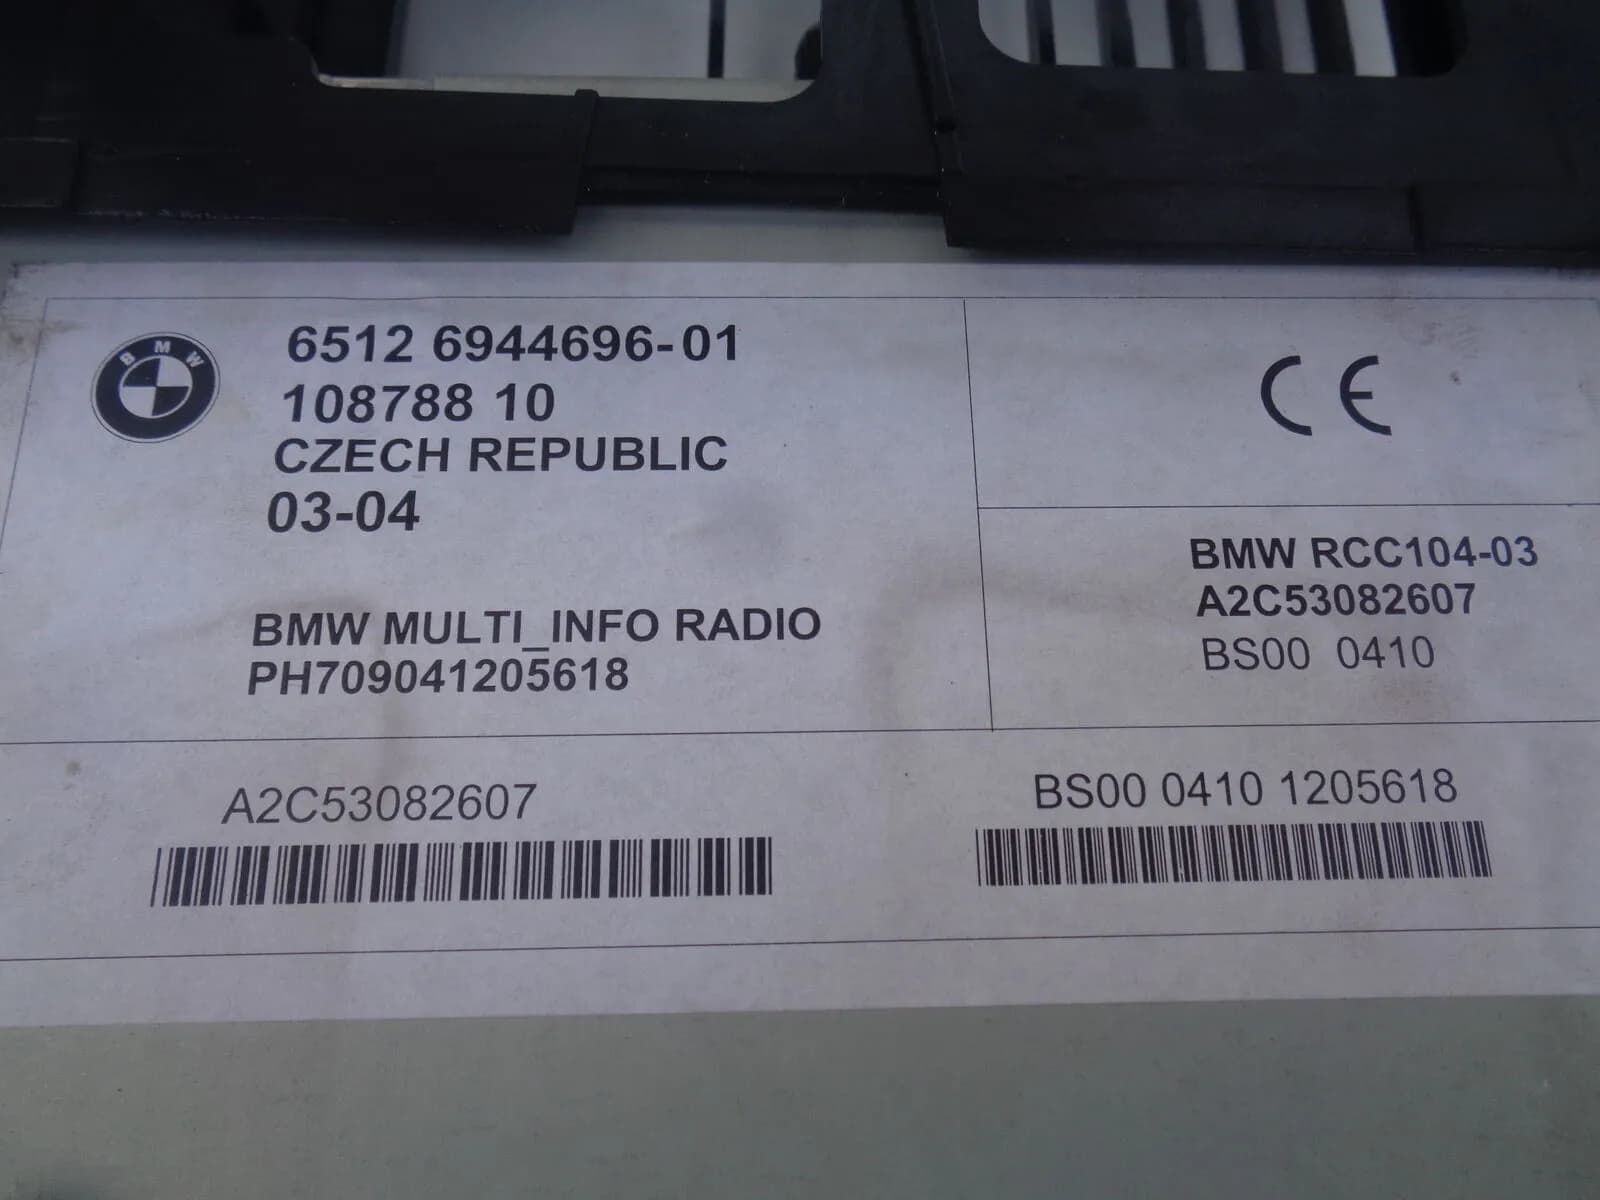 BMW
6512 6944696-01
108788 10
CZECH REPUBLIC
03-04
BMW MULTI_INFO RADIO
PH709041205618
CE
BMW RCC104-03
A2C53082607
BS00 0410
A2C53082607
BS00 0410 1205618